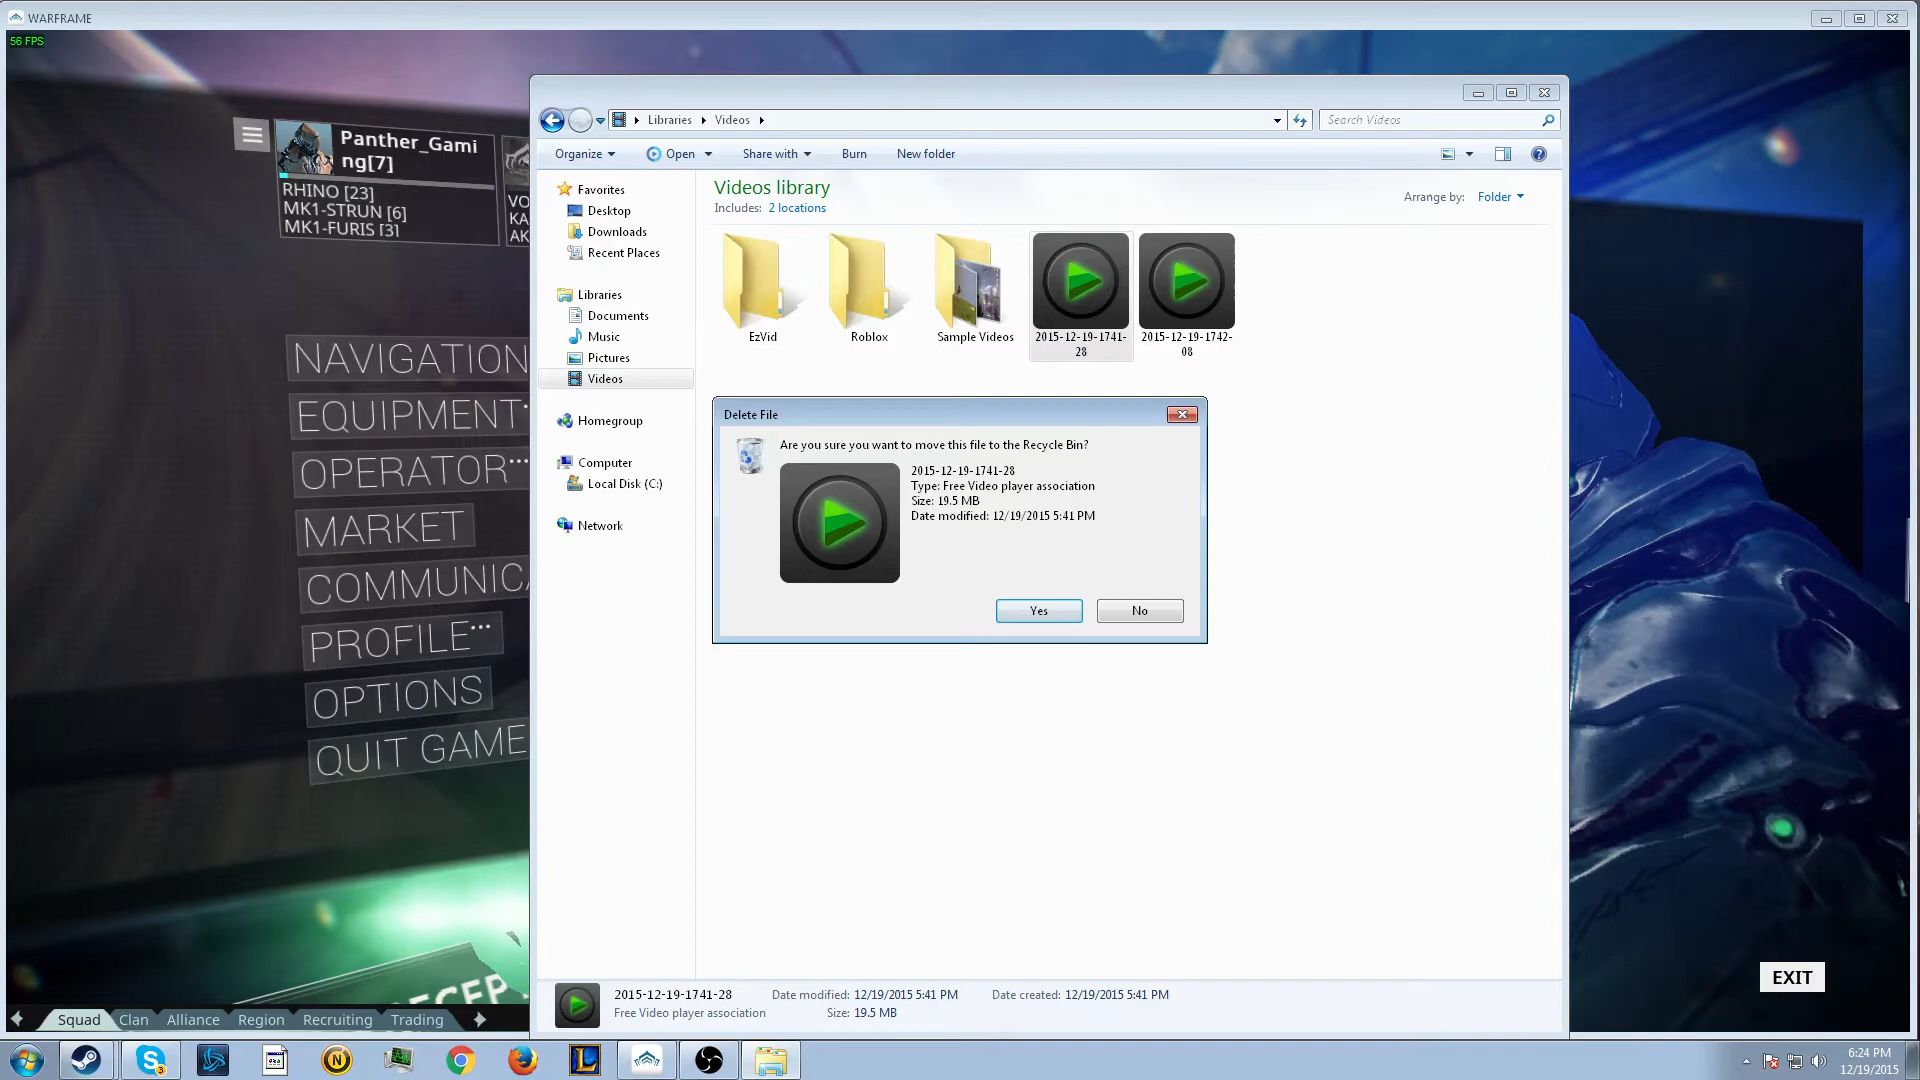 WARFRAME
56 FPS
Panther_Gami
ng[7]
RHINO [23]
MK1-STRUN [6]
MK1-FURIS [3]
VO
KA
AK
NAVIGATION
EQUIPMENT
OPERATOR
MARKET
COMMUNICA
PROFILE
OPTIONS
QUIT GAME
Squad
Clan
Alliance
Region
Recruiting
Trading
EXIT
Libraries
Videos
Search Videos
Organize
Open
Share with
Burn
New folder
Favorites
Desktop
Downloads
Recent Places
Libraries
Documents
Music
Pictures
Videos
Homegroup
Computer
Local Disk (C:)
Network
Videos library
Includes: 2 locations
Arrange by: Folder
EzVid
Roblox
Sample Videos
2015-12-19-1741-
28
2015-12-19-1742-
08
Delete File
Are you sure you want to move this file to the Recycle Bin?
2015-12-19-1741-28
Type: Free Video player association
Size: 19.5 MB
Date modified: 12/19/2015 5:41 PM
Yes
No
2015-12-19-1741-28
Date modified: 12/19/2015 5:41 PM
Date created: 12/19/2015 5:41 PM
Free Video player association
Size: 19.5 MB
6:24 PM
12/19/2015